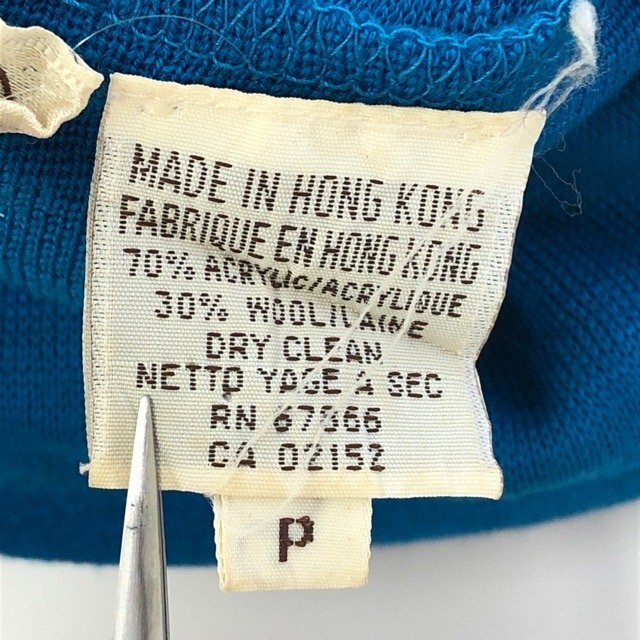 MADE IN HONG KONG
FABRIQUE EN HONG KONG
70% ACRYLIC/ACRYLIQUE
30% WOOL/LAINE
DRY CLEAN
NETTOYAGE A SEC
RN 67366
CA 02152
P